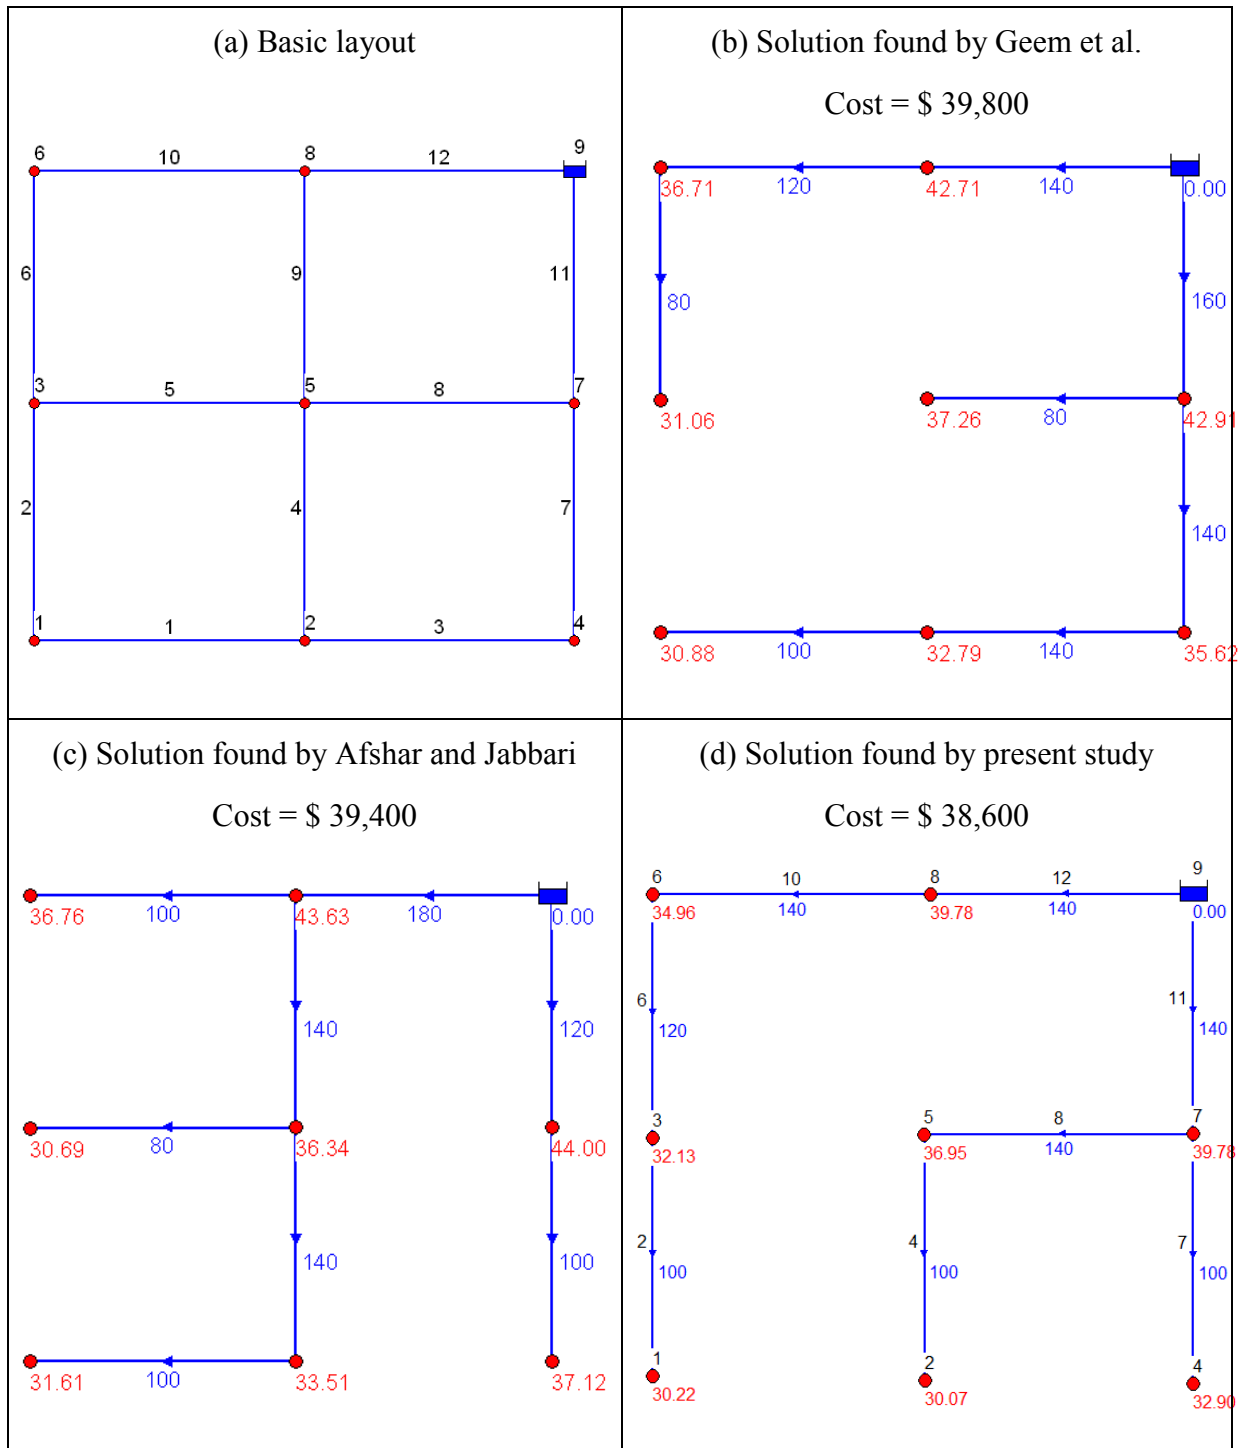 (a) Basic layout
6 10 8 12 9
6 9 11
3 5 5 8 7
2 4 7
1 1 2 3 4
(b) Solution found by Geem et al.
Cost = $ 39,800
36.71 120 42.71 140 0.00
80 160
31.06 37.26 80 42.91
140
30.88 100 32.79 140 35.62
(c) Solution found by Afshar and Jabbari
Cost = $ 39,400
36.76 100 43.63 180 0.00
140 120
30.69 80 36.34 44.00
140 100
31.61 100 33.51 37.12
(d) Solution found by present study
Cost = $ 38,600
6 10 8 12 9
34.96 140 39.78 140 0.00
6 11
120 140
3 5 8 7
32.13 36.95 140 39.78
2 4 7
100 100 100
1 2 4
30.22 30.07 32.90